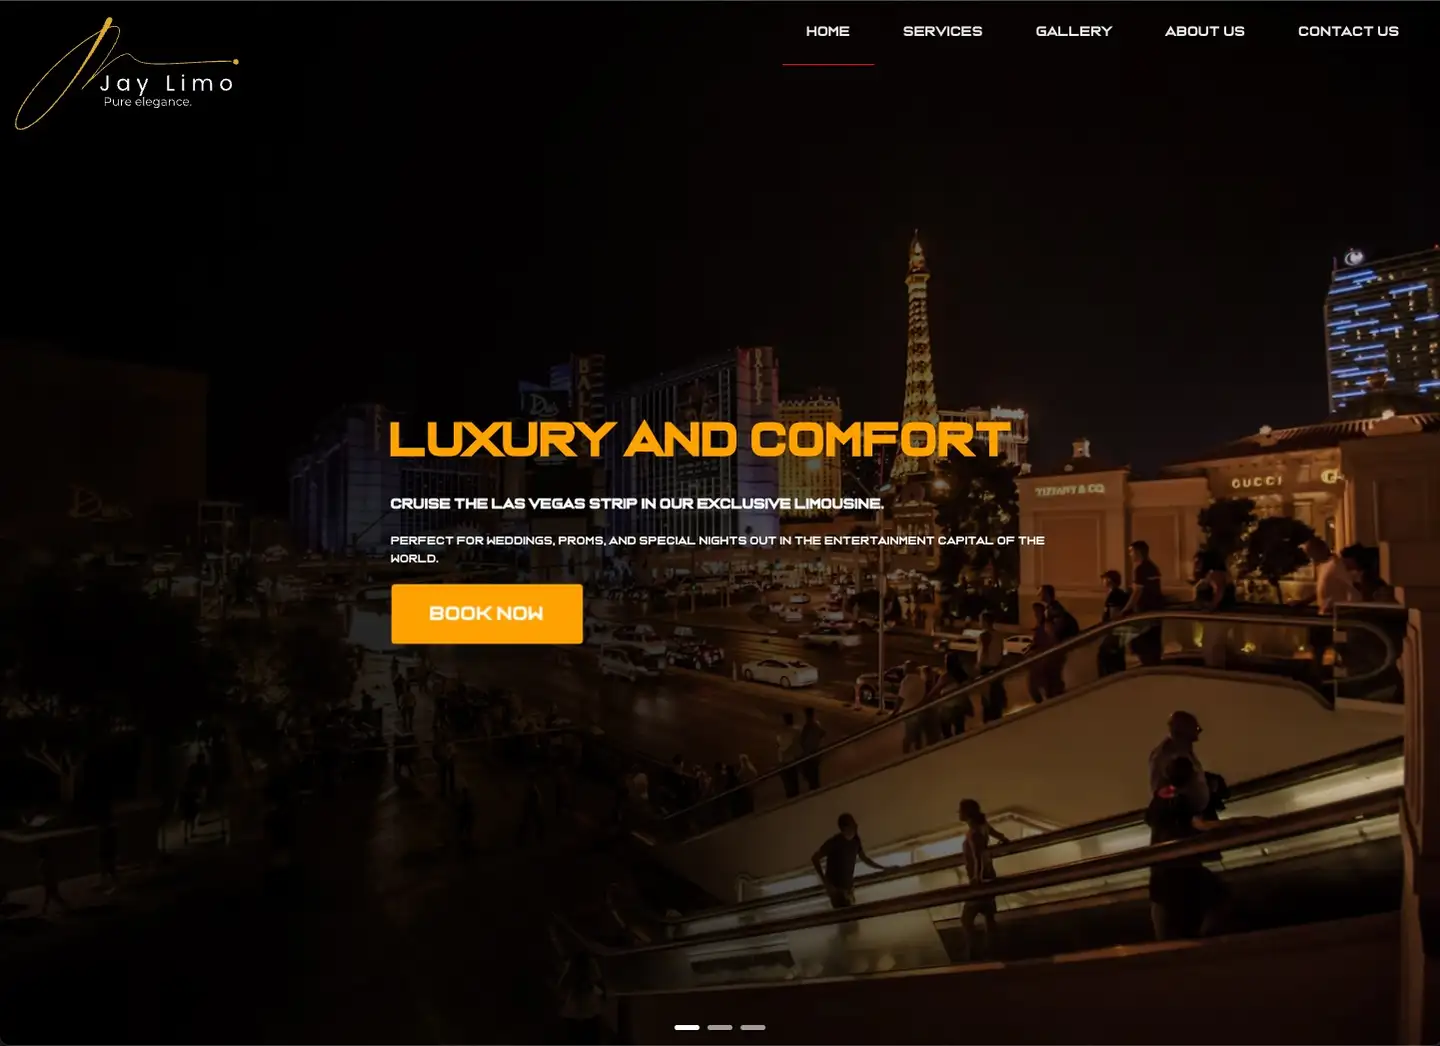 Jay Limo
Pure elegance.
HOME SERVICES GALLERY ABOUT US CONTACT US
BALLYS
LUXURY AND COMFORT
TIFFANY & CO
GUCCI
CRUISE THE LAS VEGAS STRIP IN OUR EXCLUSIVE LIMOUSINE.
PERFECT FOR WEDDINGS, PROMS, AND SPECIAL NIGHTS OUT IN THE ENTERTAINMENT CAPITAL OF THE
WORLD.
BOOK NOW